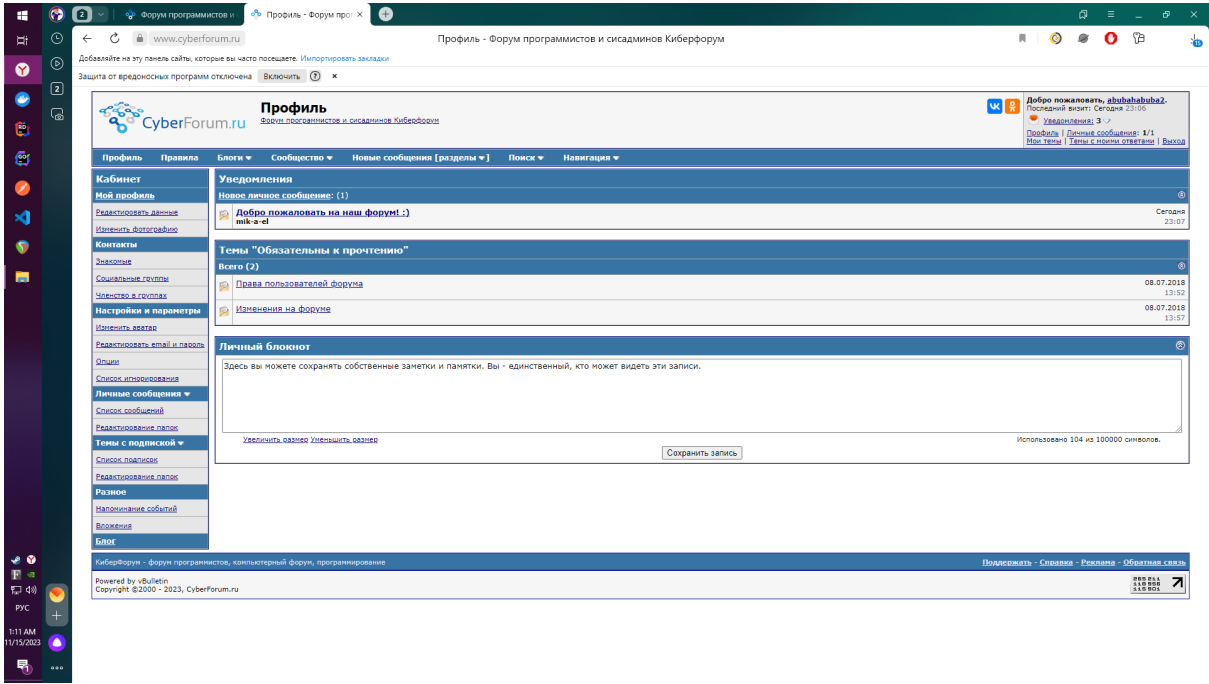 2
Форум программистов и
Профиль - Форум прог
www.cyberforum.ru
Профиль - Форум программистов и сисадминов Киберфорум
Добавляйте на эту панель сайты, которые вы часто посещаете. Импортировать закладки
Защита от вредоносных программ отключена Включить ?
2
15
CyberForum.ru
Профиль
Форум программистов и сисадминов Киберфорум
Добро пожаловать, abubahabuba2.
Последний визит: Сегодня 23:06
Уведомления: 3
Профиль | Личные сообщения: 1/1
Мои темы | Темы с моими ответами | Выход
Профиль Правила Блоги Сообщество Новые сообщения [разделы ] Поиск Навигация
Кабинет
Мой профиль
Редактировать данные
Изменить фотографию
Контакты
Знакомые
Социальные группы
Членство в группах
Настройки и параметры
Изменить аватар
Редактировать email и пароль
Опции
Список игнорирования
Личные сообщения
Список сообщений
Редактирование папок
Темы с подпиской
Список подписок
Редактирование папок
Разное
Напоминание событий
Вложения
Блог
Уведомления
Новое личное сообщение: (1)
Добро пожаловать на наш форум! :)
mik-a-el
Сегодня
23:07
Темы "Обязательны к прочтению"
Всего (2)
Права пользователей форума
08.07.2018
13:52
Изменения на форуме
08.07.2018
13:57
Личный блокнот
Здесь вы можете сохранять собственные заметки и памятки. Вы - единственный, кто может видеть эти записи.
Увеличить размер Уменьшить размер
Использовано 104 из 100000 символов.
Сохранить запись
КиберФорум - форум программистов, компьютерный форум, программирование
Поддержать - Справка - Реклама - Обратная связь
Powered by vBulletin
Copyright ©2000 - 2023, CyberForum.ru
РУС
1:11 AM
11/15/2023
1